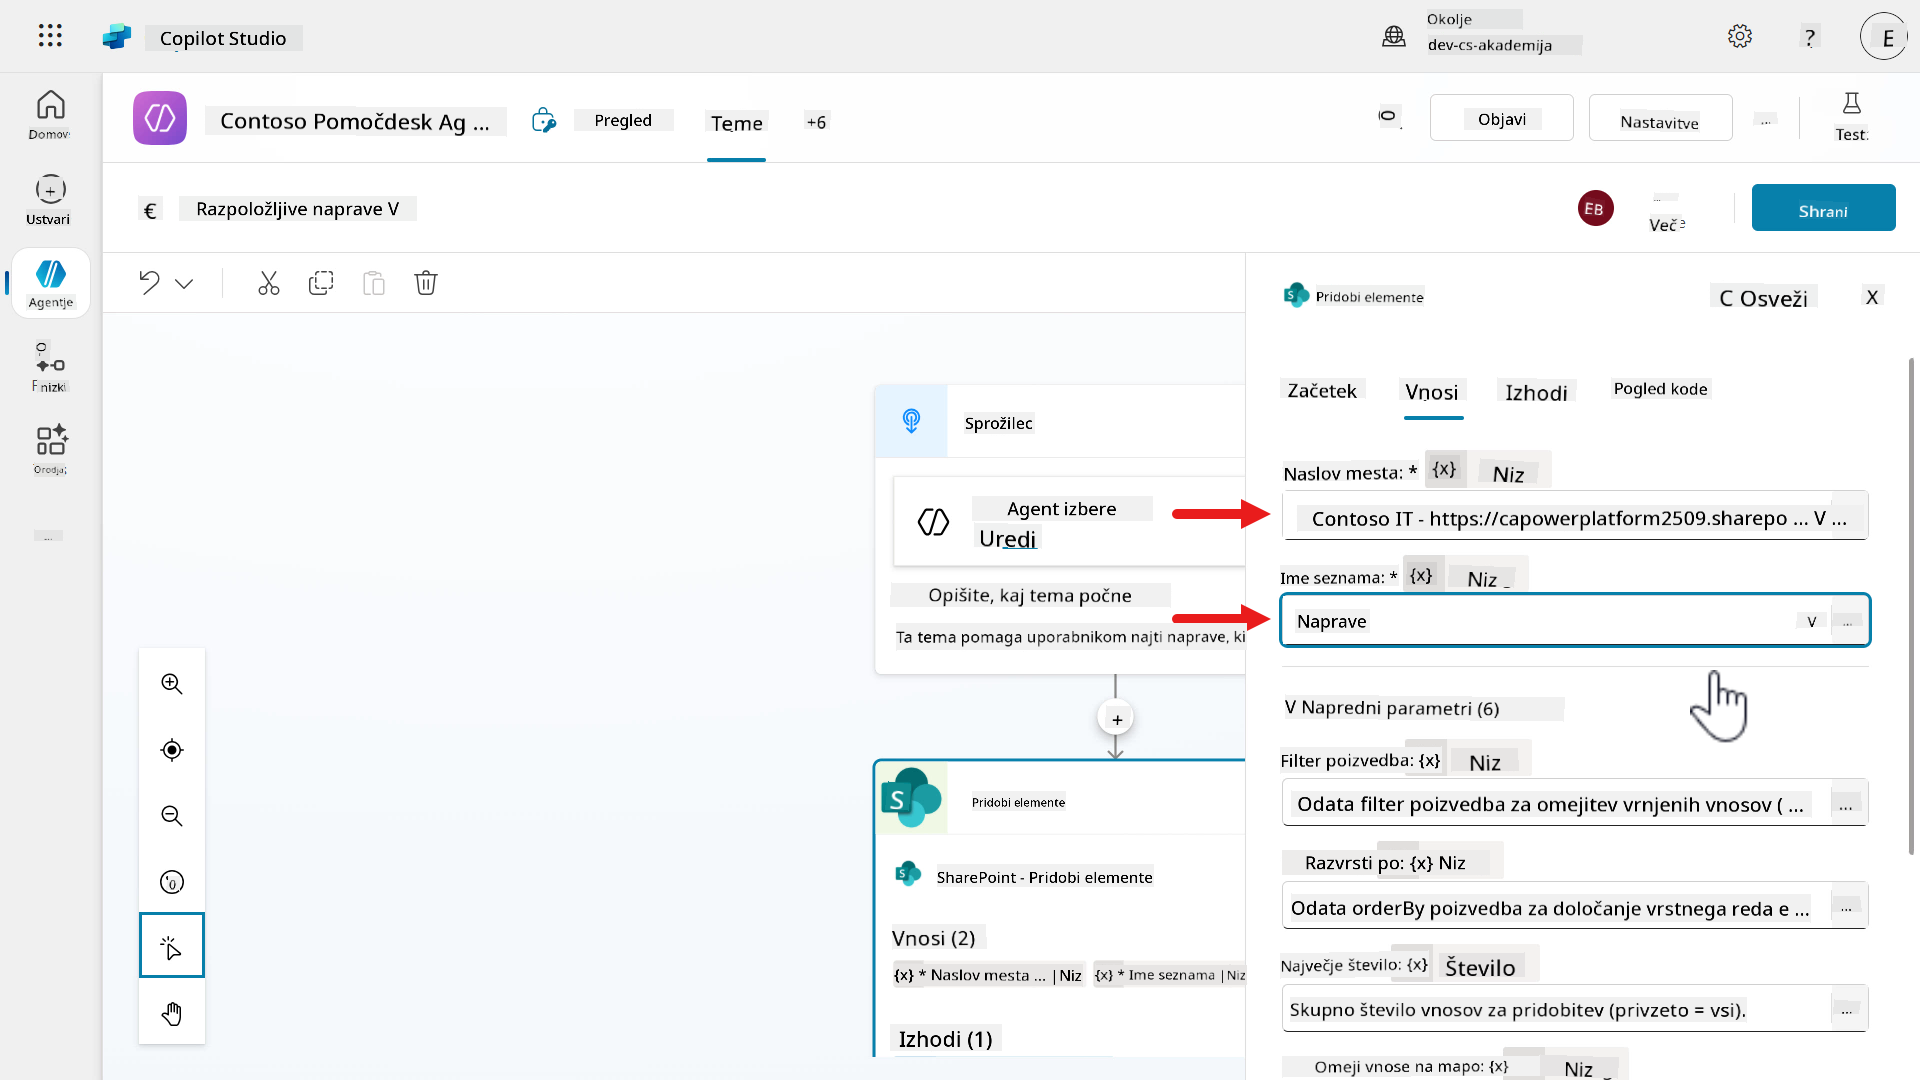 Copilot Studio
Okolje
dev-cs-akademija
?
E
Domov
Ustvari
Agentje
Orodja;
...
Contoso Pomočdesk Ag ...
Pregled
Teme
+6
Objavi
Nastavitve
...
Test:
€
Razpoložljive naprave V
EB
...
Več
Shrani
Pridobi elemente
C Osveži
X
Začetek
Vnosi
Izhodi
Pogled kode
Sprožilec
Agent izbere
Uredi
Opišite, kaj tema počne
Ta tema pomaga uporabnikom najti naprave, ki
+
Pridobi elemente
SharePoint - Pridobi elemente
Vnosi (2)
{x} * Naslov mesta ... |Niz
{x} * Ime seznama |Niz
Izhodi (1)
Naslov mesta: * {x} Niz
Contoso IT - https://capowerplatform2509.sharepo ... V ...
Ime seznama: * {x} Niz
Naprave V ...
V Napredni parametri (6)
Filter poizvedba: {x} Niz
Odata filter poizvedba za omejitev vrnjenih vnosov ( ... ...
Razvrsti po: {x} Niz
Odata orderBy poizvedba za določanje vrstnega reda e ... ...
Največje število: {x} Število
Skupno število vnosov za pridobitev (privzeto = vsi). ...
Omeji vnose na mapo: {x} Niz